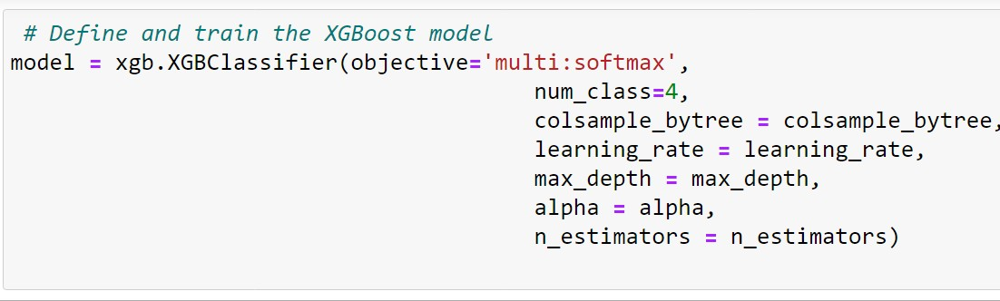 # Define and train the XGBoost model
model = xgb.XGBClassifier(objective='multi:softmax',
num_class=4,
colsample_bytree = colsample_bytree,
learning_rate = learning_rate,
max_depth = max_depth,
alpha = alpha,
n_estimators = n_estimators)